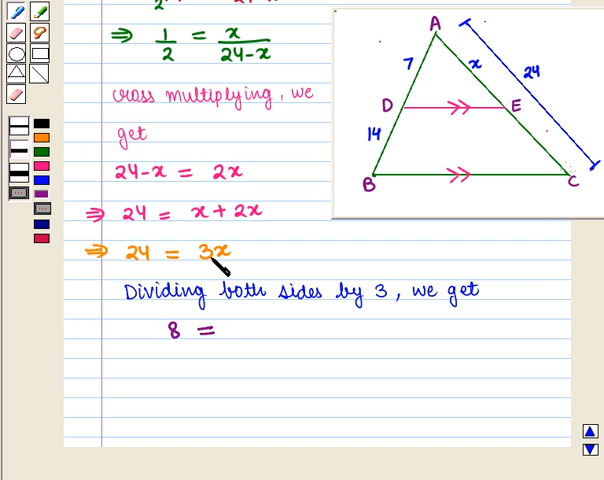 ⇒ 1/2 = x/(24-x)
cross multiplying, we
get
24-x = 2x
⇒ 24 = x + 2x
⇒ 24 = 3x
Dividing both sides by 3, we get
8 =
A
7
x
24
D
E
14
B
C